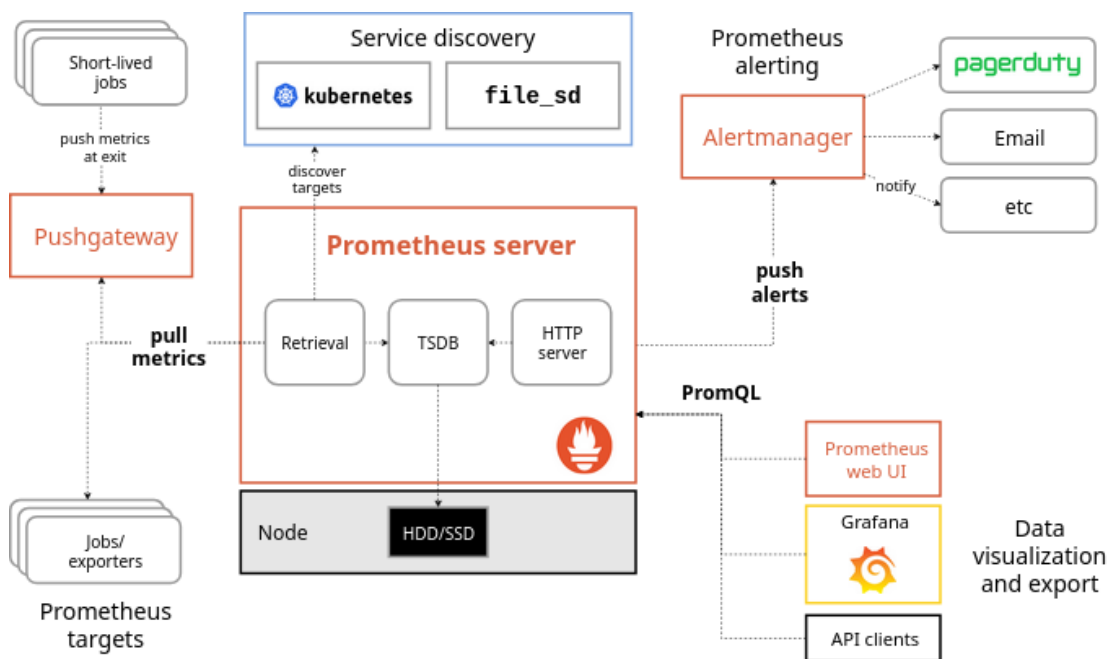 Short-lived
jobs
push metrics
at exit
Pushgateway
Service discovery
kubernetes
file_sd
discover
targets
Prometheus
alerting
Alertmanager
pagerduty
Email
notify
etc
Prometheus server
push
alerts
pull
metrics
Retrieval
TSDB
HTTP
server
PromQL
Node
HDD/SSD
Jobs/
exporters
Prometheus
targets
Prometheus
web UI
Grafana
API clients
Data
visualization
and export